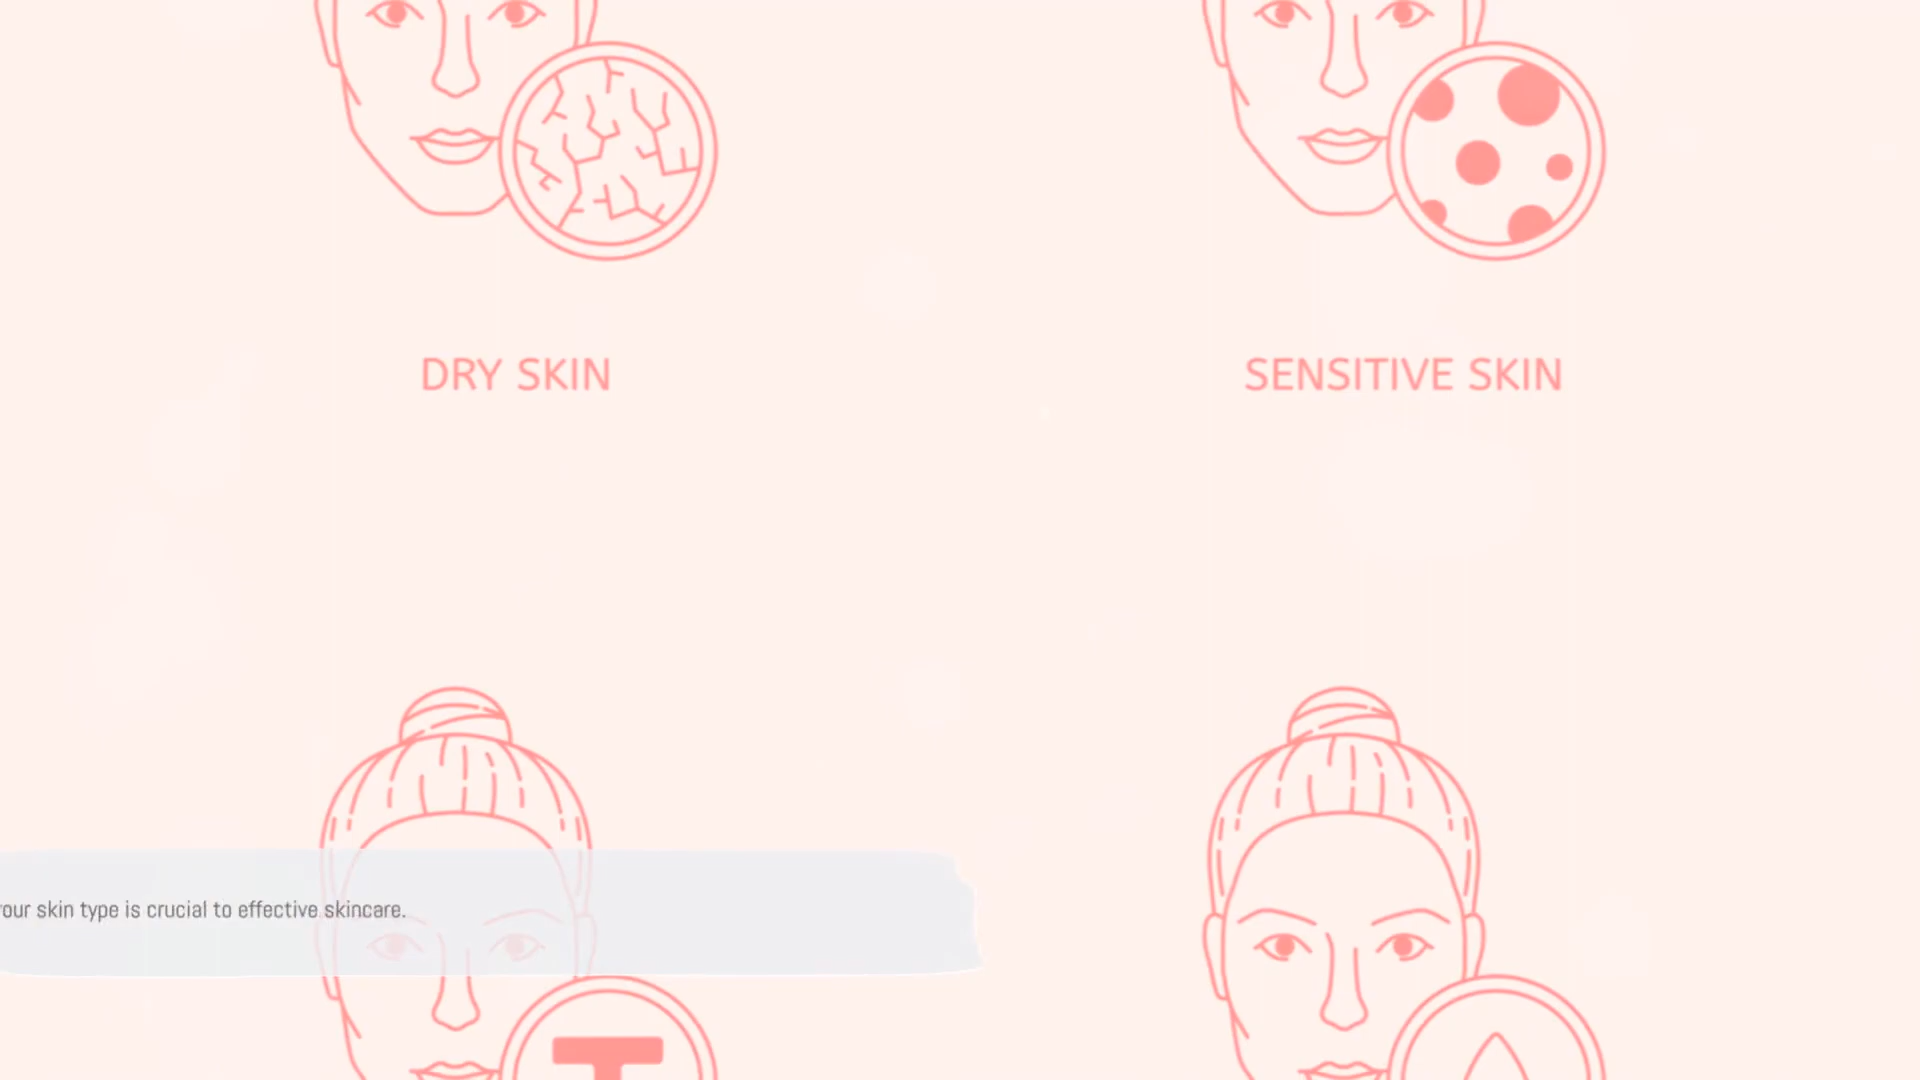 DRY SKIN
SENSITIVE SKIN
our skin type is crucial to effective skincare.